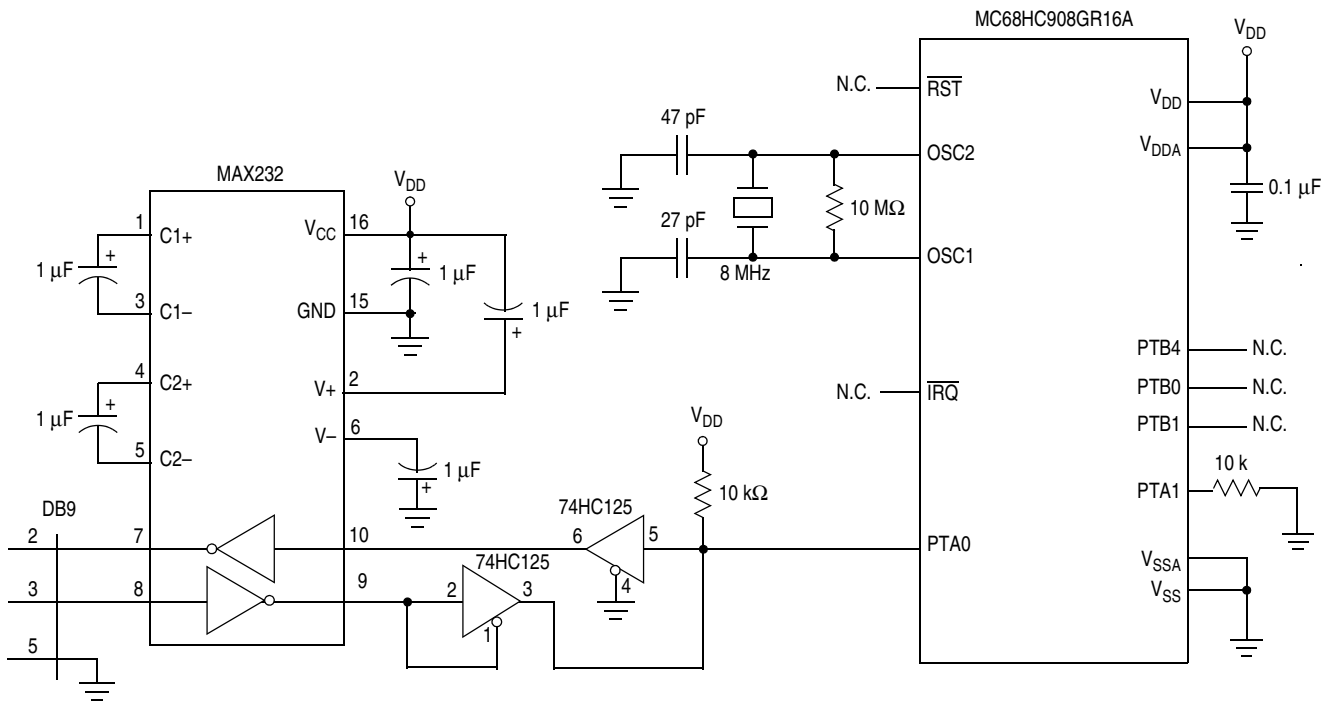 MC68HC908GR16A
VDD
N.C.
RST
VDD
47 pF
OSC2
VDDA
MAX232
0.1 µF
VDD
10 MΩ
1
C1+
VCC
16
27 pF
OSC1
1 µF
+
+
1 µF
8 MHz
3
C1–
GND
15
1 µF
+
PTB4
N.C.
4
C2+
V+
2
N.C.
IRQ
PTB0
N.C.
1 µF
+
VDD
PTB1
N.C.
V–
6
5
C2–
1 µF
+
10 k
PTA1
10 kΩ
DB9
74HC125
2
7
10
6
5
PTA0
4
74HC125
VSSA
3
8
9
2
3
VSS
1
5